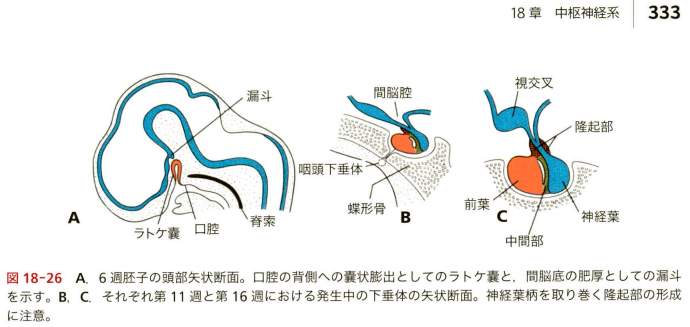 18 章　中枢神経系　333
漏斗
ラトケ嚢
口腔
脊索
A
間脳腔
咽頭下垂体
蝶形骨
B
視交叉
隆起部
前葉
C
神経葉
中間部
図 18-26　A．6 週胚子の頭部矢状断面。口腔の背側への嚢状膨出としてのラトケ嚢と，間脳底の肥厚としての漏斗
を示す。B，C．それぞれ第 11 週と第 16 週における発生中の下垂体の矢状断面。神経葉柄を取り巻く隆起部の形成
に注意。